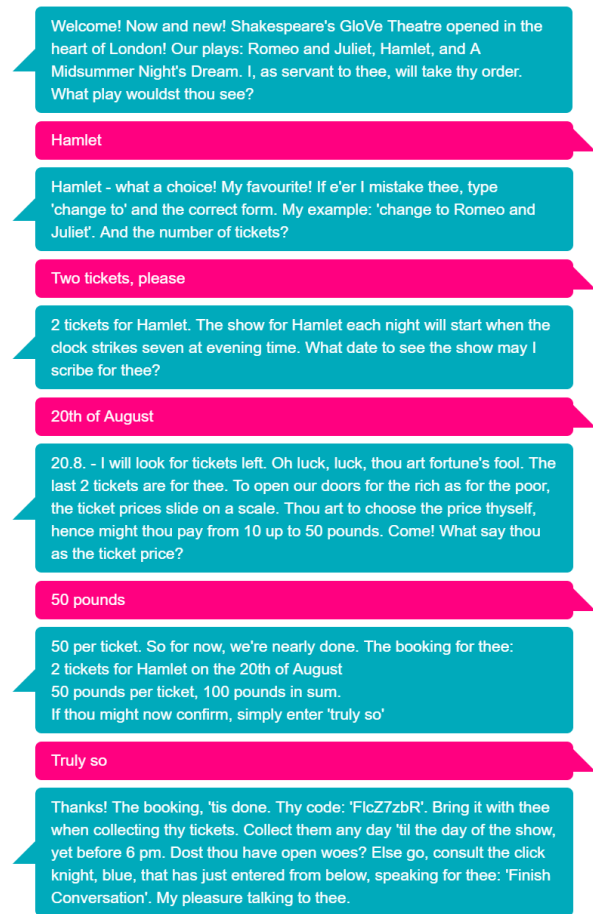 Welcome! Now and new! Shakespeare's GloVe Theatre opened in the
heart of London! Our plays: Romeo and Juliet, Hamlet, and A
Midsummer Night's Dream. I, as servant to thee, will take thy order.
What play wouldst thou see?
Hamlet
Hamlet - what a choice! My favourite! If e'er I mistake thee, type
'change to' and the correct form. My example: 'change to Romeo and
Juliet'. And the number of tickets?
Two tickets, please
2 tickets for Hamlet. The show for Hamlet each night will start when the
clock strikes seven at evening time. What date to see the show may I
scribe for thee?
20th of August
20.8. - I will look for tickets left. Oh luck, luck, thou art fortune's fool. The
last 2 tickets are for thee. To open our doors for the rich as for the poor,
the ticket prices slide on a scale. Thou art to choose the price thyself,
hence might thou pay from 10 up to 50 pounds. Come! What say thou
as the ticket price?
50 pounds
50 per ticket. So for now, we're nearly done. The booking for thee:
2 tickets for Hamlet on the 20th of August
50 pounds per ticket, 100 pounds in sum.
If thou might now confirm, simply enter 'truly so'
Truly so
Thanks! The booking, 'tis done. Thy code: 'FlcZ7zbR'. Bring it with thee
when collecting thy tickets. Collect them any day 'til the day of the show,
yet before 6 pm. Dost thou have open woes? Else go, consult the click
knight, blue, that has just entered from below, speaking for thee: 'Finish
Conversation'. My pleasure talking to thee.